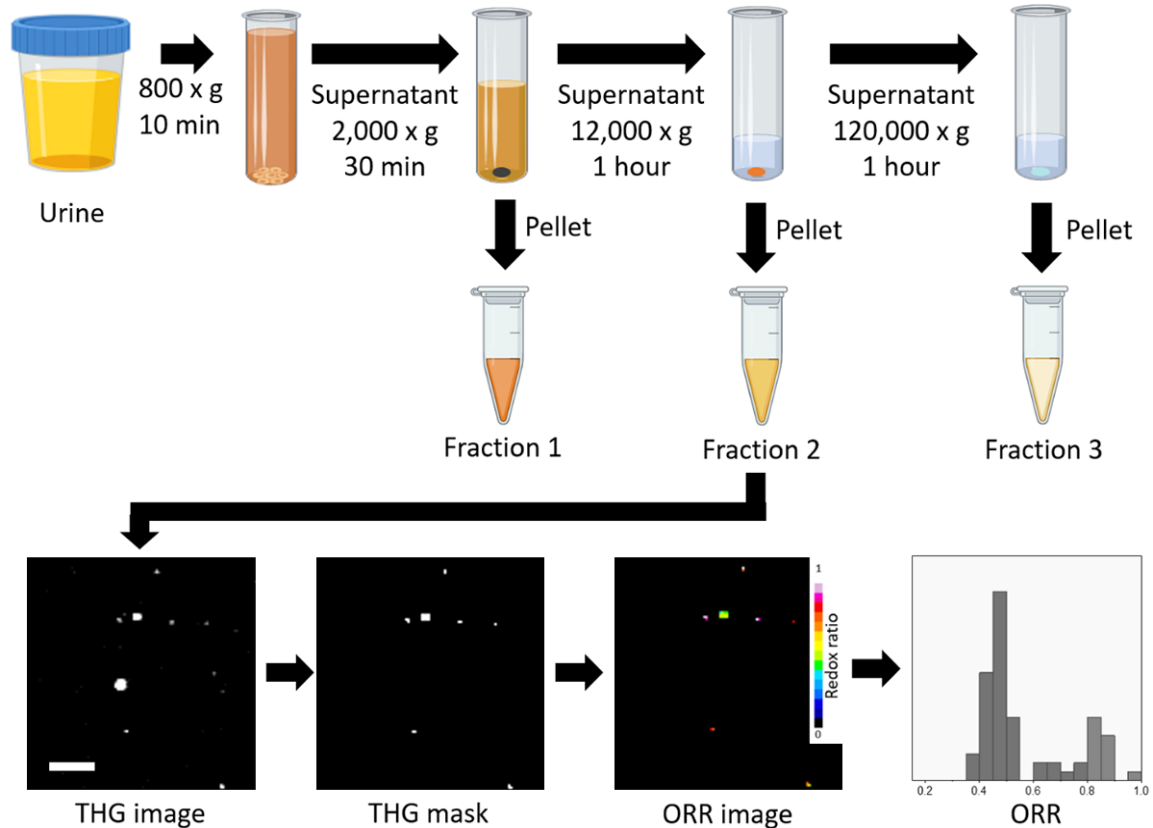 800 x g
10 min
Supernatant
2,000 x g
30 min
Supernatant
12,000 x g
1 hour
Supernatant
120,000 x g
1 hour
Urine
Pellet
Pellet
Pellet
Fraction 1
Fraction 2
Fraction 3
1
Redox ratio
0
0.2
0.4
0.6
0.8
1.0
THG image
THG mask
ORR image
ORR